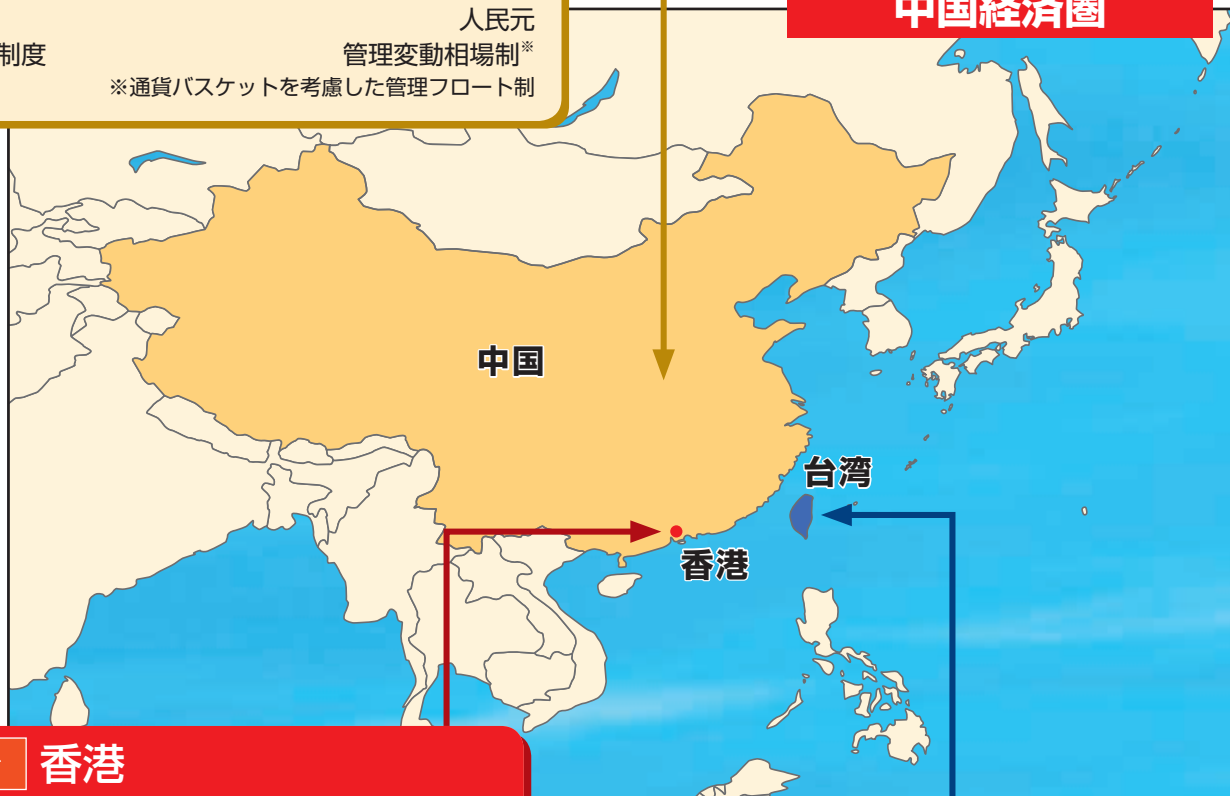 中国経済圏
人民元
制度 管理変動相場制※
※通貨バスケットを考慮した管理フロート制
中国
台湾
香港
香港